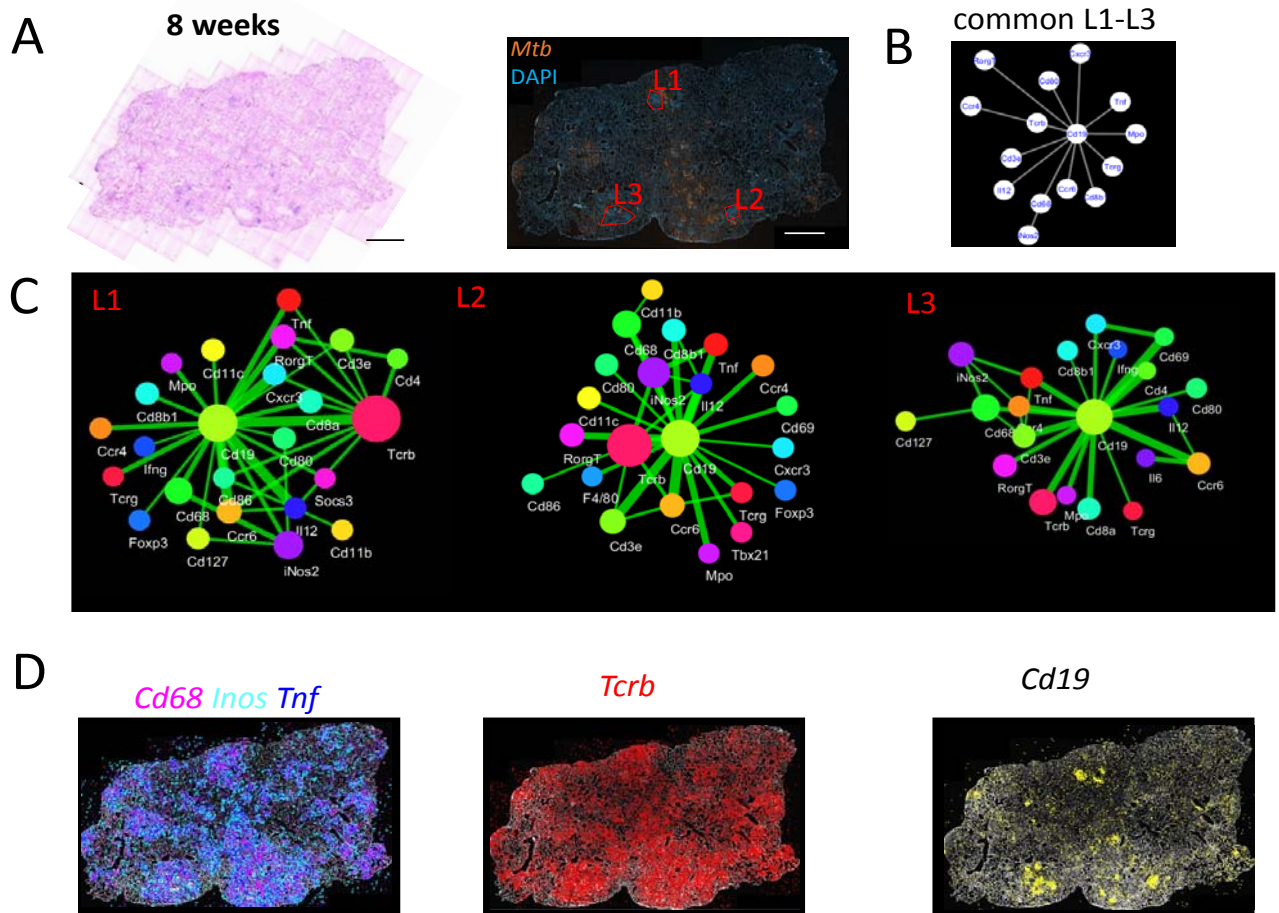 A
8 weeks
Mtb
DAPI
L1
L3
L2
B
common L1-L3
Cxcr3
RorgT
Cd80
Ccr4
Tnf
Tcrb
Cd19
Mpo
Cd3e
Tcrg
Il12
Ccr6
Cd68
Cd8b1
iNos2
C
L1
Tnf
RorgT
Cd3e
Cd11c
Cd4
Mpo
Cxcr3
Cd8b1
Cd8a
Ccr4
Cd19
Cd80
Tcrb
Ifng
Tcrg
Cd86
Socs3
Cd68
Foxp3
Ccr6
Il12
Cd11b
Cd127
iNos2
L2
Cd11b
Cd68
Cd8b1
Tnf
Cd80
iNos2
Il12
Ccr4
Cd11c
Cd69
RorgT
Cd19
Cxcr3
Tcrb
Cd86
F4/80
Foxp3
Tcrg
Cd3e
Ccr6
Tbx21
Mpo
L3
Cxcr3
Cd69
iNos2
Cd8b1
Ifng
Cd4
Tnf
Cd80
Cd127
Cd68
Cd19
Il12
Cd3e
Il6
Ccr6
RorgT
Tcrb
Mpo
Cd8a
Tcrg
D
Cd68 Inos Tnf
Tcrb
Cd19